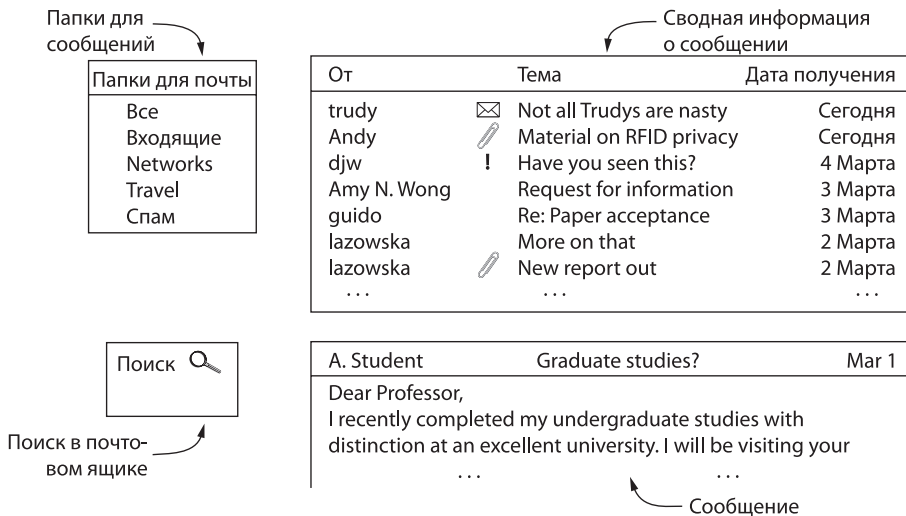 Папки для
сообщений
Сводная информация
о сообщении
Папки для почты
Все
Входящие
Networks
Travel
Спам
От Тема Дата получения
trudy Not all Trudys are nasty Сегодня
Andy Material on RFID privacy Сегодня
djw ! Have you seen this? 4 Марта
Amy N. Wong Request for information 3 Марта
guido Re: Paper acceptance 3 Марта
lazowska More on that 2 Марта
lazowska New report out 2 Марта
. . . . . . . . .
Поиск
Поиск в почто-
вом ящике
A. Student Graduate studies? Mar 1
Dear Professor,
I recently completed my undergraduate studies with
distinction at an excellent university. I will be visiting your
. . . . . .
Сообщение